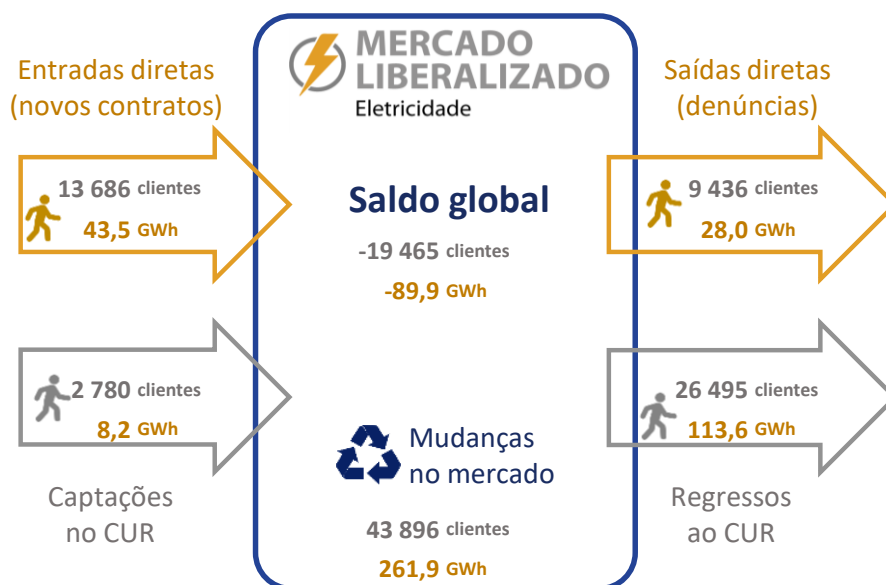 Entradas diretas
(novos contratos)
13 686 clientes
43,5 GWh
2 780 clientes
8,2 GWh
Captações
no CUR
MERCADO
LIBERALIZADO
Eletricidade
Saldo global
-19 465 clientes
-89,9 GWh
Mudanças
no mercado
43 896 clientes
261,9 GWh
Saídas diretas
(denúncias)
9 436 clientes
28,0 GWh
26 495 clientes
113,6 GWh
Regressos
ao CUR